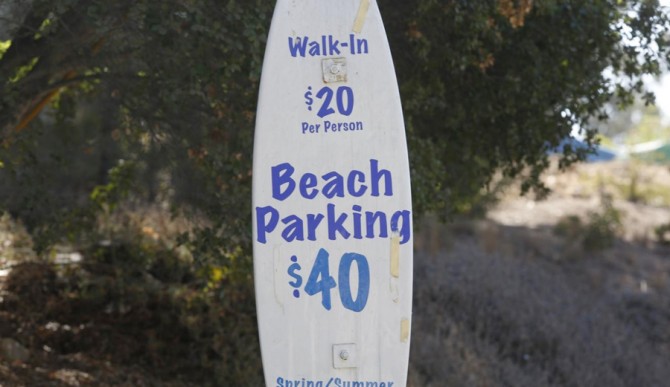 Walk-In
$20
Per Person
Beach
Parking
$40
Spring/Summer